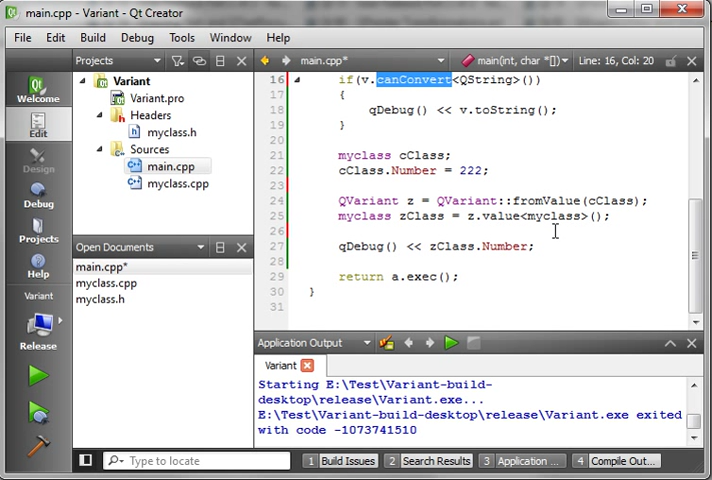 main.cpp* - Variant - Qt Creator
File Edit Build Debug Tools Window Help
Projects main.cpp* main(int, char *[]) Line: 16, Col: 20
Welcome
Edit
Design
Debug
Projects
Help
Variant
Release
Variant
Variant.pro
Headers
myclass.h
Sources
main.cpp
myclass.cpp
Open Documents
main.cpp*
myclass.cpp
myclass.h
16 if(v.canConvert<QString>())
17 {
18 qDebug() << v.toString();
19 }
20
21 myclass cClass;
22 cClass.Number = 222;
23
24 QVariant z = QVariant::fromValue(cClass);
25 myclass zClass = z.value<myclass>();
26
27 qDebug() << zClass.Number;
28
29 return a.exec();
30 }
31
Application Output
Variant
Starting E:\Test\Variant-build-
desktop\release\Variant.exe...
E:\Test\Variant-build-desktop\release\Variant.exe exited
with code -1073741510
Type to locate 1 Build Issues 2 Search Results 3 Application ... 4 Compile Out...